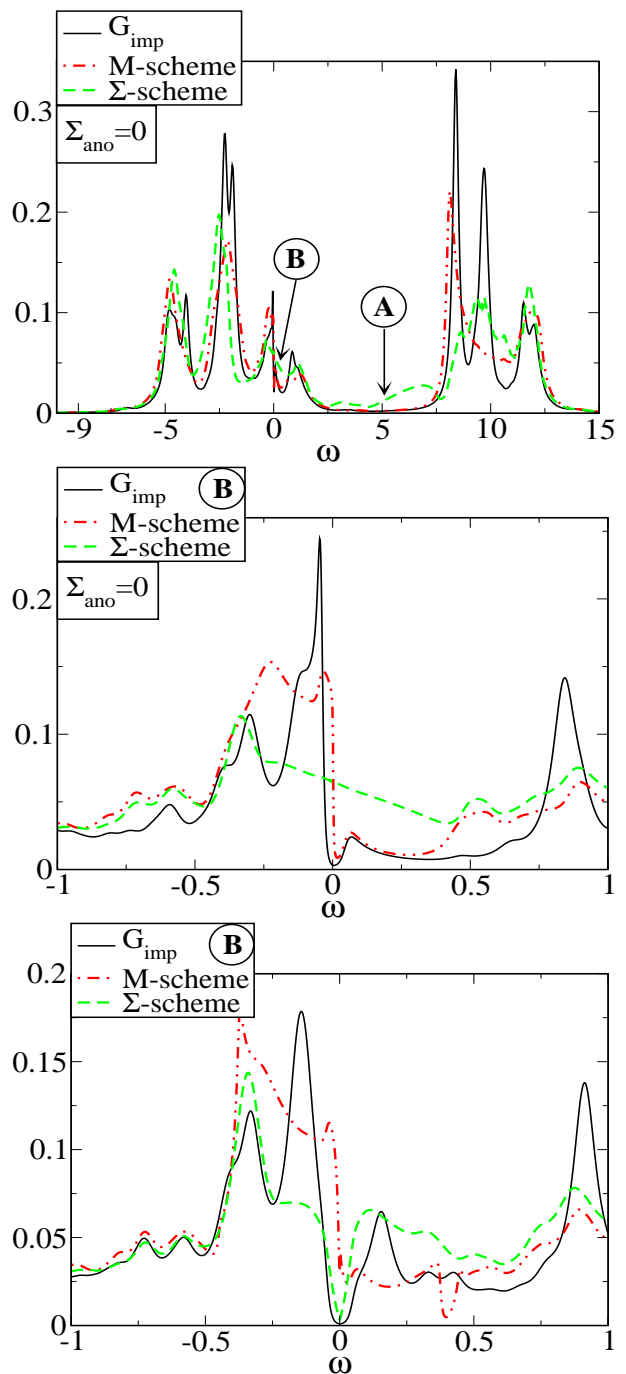 G_imp
M-scheme
Σ-scheme
Σ_ano=0
0.3
0.2
0.1
0
B
A
-9 -5 0 5 10 15
ω
G_imp B
M-scheme
Σ-scheme
Σ_ano=0
0.2
0.1
0
-1 -0.5 0 0.5 1
ω
G_imp B
M-scheme
Σ-scheme
0.2
0.15
0.1
0.05
0
-1 -0.5 0 0.5 1
ω